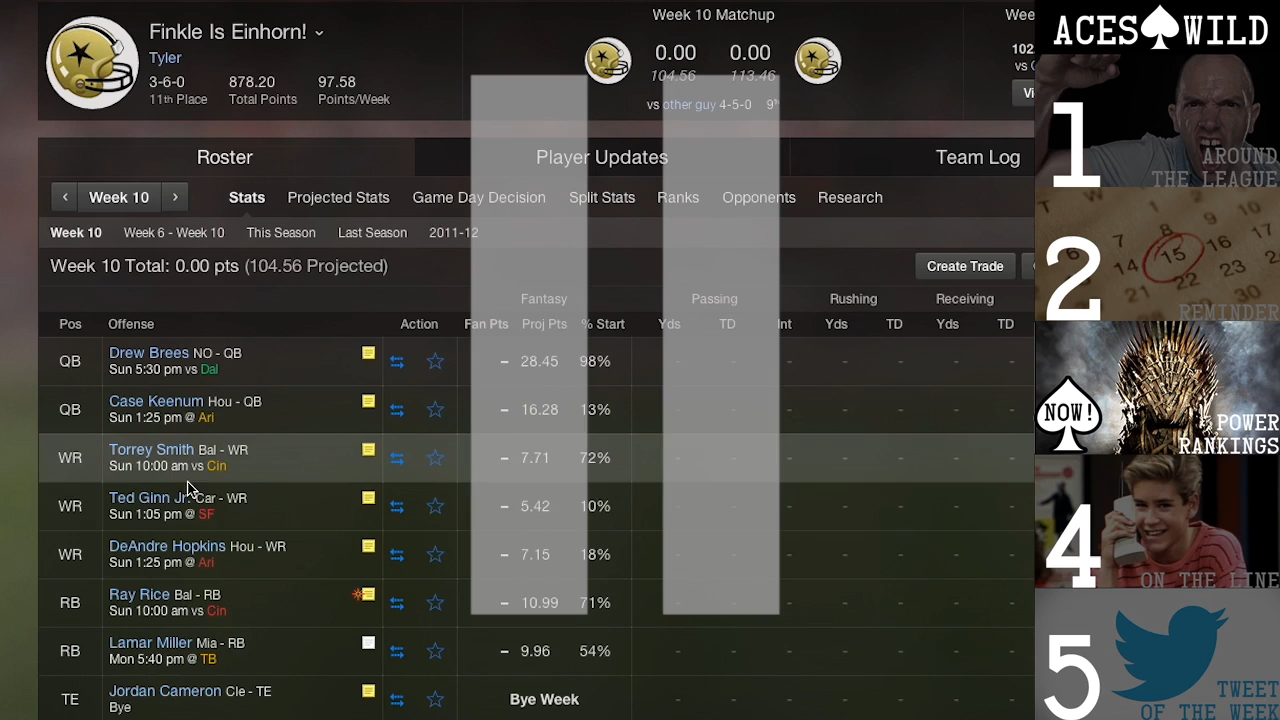 Finkle Is Einhorn!
Tyler
3-6-0 878.20 97.58
11th Place Total Points Points/Week
Week 10 Matchup
0.00 0.00
104.56 113.46
vs other guy 4-5-0
102.
vs
Roster Player Updates Team Log
Week 10 Stats Projected Stats Game Day Decision Split Stats Ranks Opponents Research
Week 10 Week 6 - Week 10 This Season Last Season 2011-12
Week 10 Total: 0.00 pts (104.56 Projected) Create Trade
Fantasy Passing Rushing Receiving
Pos Offense Action Fan Pts Proj Pts % Start Yds TD Int Yds TD Yds TD
QB Drew Brees NO - QB – 28.45 98% - - - - - - -
Sun 5:30 pm vs Dal
QB Case Keenum Hou - QB – 16.28 13% - - - - - - -
Sun 1:25 pm @ Ari
WR Torrey Smith Bal - WR – 7.71 72% - - - - - - -
Sun 10:00 am vs Cin
WR Ted Ginn Jr. Car - WR – 5.42 10% - - - - - - -
Sun 1:05 pm @ SF
WR DeAndre Hopkins Hou - WR – 7.15 18% - - - - - - -
Sun 1:25 pm @ Ari
RB Ray Rice Bal - RB – 10.99 71% - - - - - - -
Sun 10:00 am vs Cin
RB Lamar Miller Mia - RB – 9.96 54% - - - - - - -
Mon 5:40 pm @ TB
TE Jordan Cameron Cle - TE Bye Week - - - - - - -
Bye
ACES WILD
1
AROUND
THE LEAGUE
2
REMINDER
NOW!
POWER
RANKINGS
4
ON THE LINE
5
TWEET
OF THE WEEK